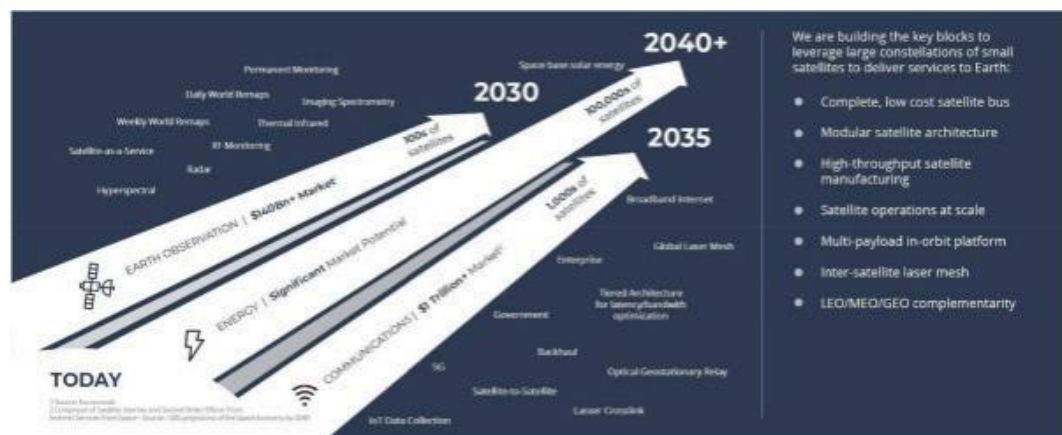 2040+
Space base solar energy
100,000s of
satellites
2030
Permanent Monitoring
Daily World Remaps
Imaging Spectrometry
Weekly World Remaps
Thermal Infrared
100s of
satellites
Satellite-as-a-Service
RF Monitoring
Radar
Hyperspectral
2035
1,000s of
satellites
EARTH OBSERVATION | $140Bn+ Market
ENERGY | Significant Market Potential
COMMUNICATIONS | $1 Trillion+ Market
Broadband Internet
Global Laser Mesh
Enterprise
Tiered Architecture
for latency/bandwith
optimization
Government
Backhaul
5G
Optical Geostationary Relay
Satellite-to-Satellite
Lasser Crosslink
IoT Data Collection
TODAY
We are building the key blocks to
leverage large constellations of small
satellites to deliver services to Earth:
Complete, low cost satellite bus
Modular satellite architecture
High-throughput satellite
manufacturing
Satellite operations at scale
Multi-payload in-orbit platform
Inter-satellite laser mesh
LEO/MEO/GEO complementarity